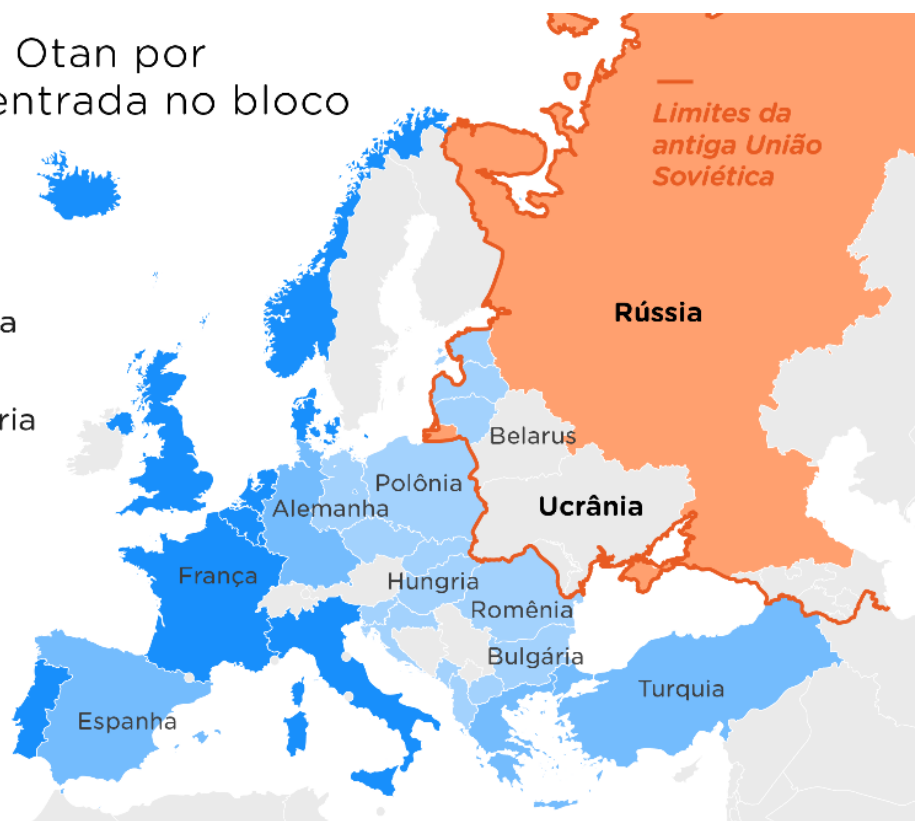 Otan por
entrada no bloco
Limites da
antiga União
Soviética
a
Rússia
ria
Belarus
Polônia
Alemanha
Ucrânia
França
Hungria
Romênia
Bulgária
Turquia
Espanha